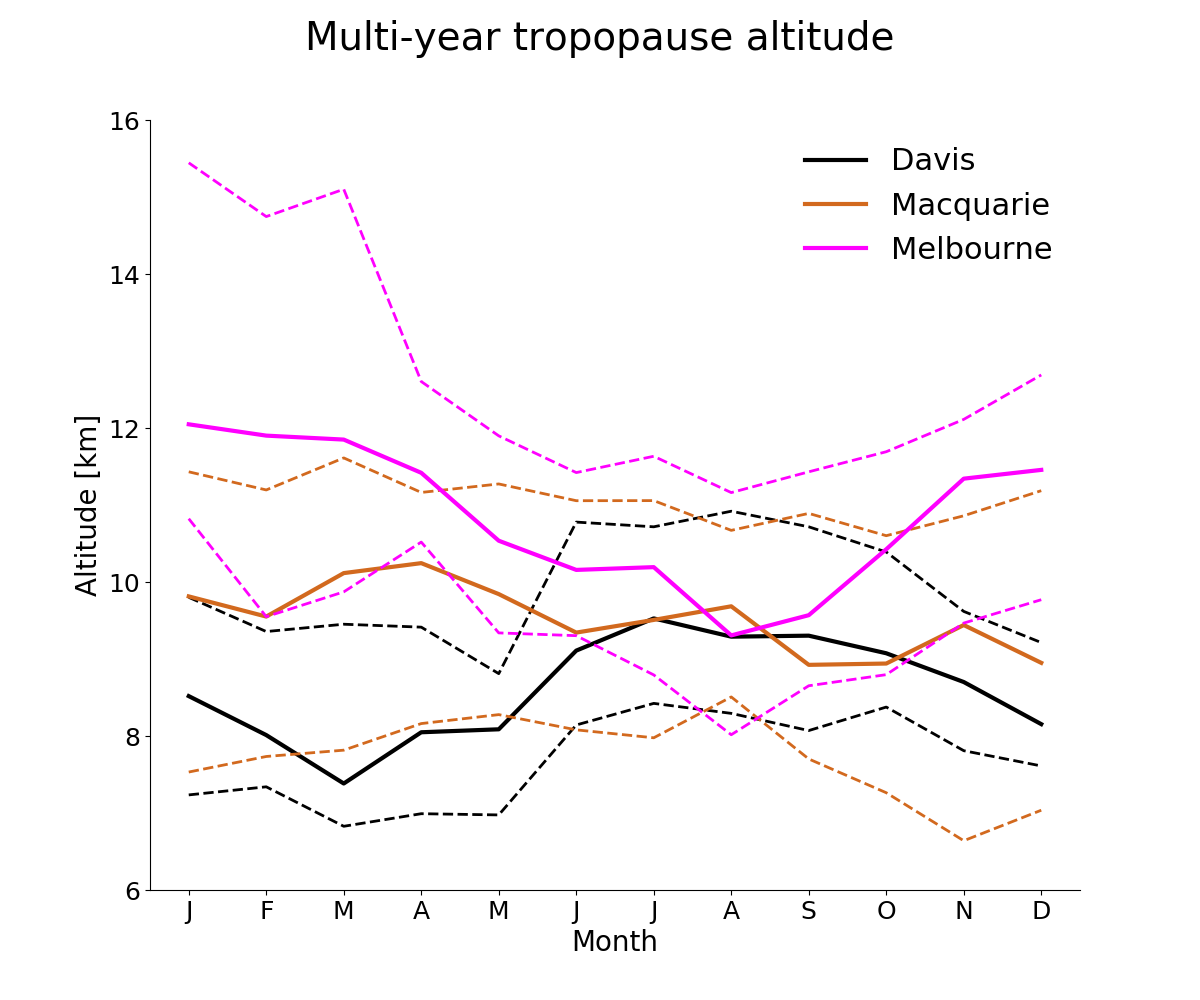 Multi-year tropopause altitude
16
14
12
10
8
6
Altitude [km]
Davis
Macquarie
Melbourne
J F M A M J J A S O N D
Month